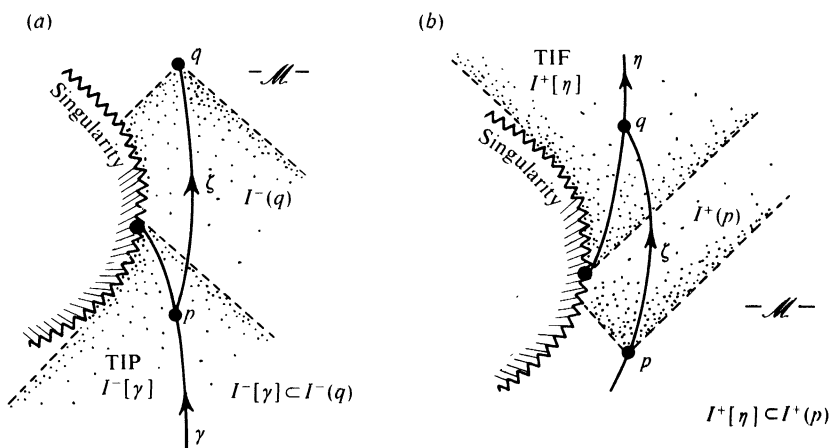 (a)
q
– ℳ –
Singularity
ζ
I⁻(q)
p
TIP
I⁻[γ]
I⁻[γ] ⊂ I⁻(q)
γ
(b)
TIF
I⁺[η]
η
q
Singularity
I⁺(p)
ζ
– ℳ –
p
I⁺[η] ⊂ I⁺(p)